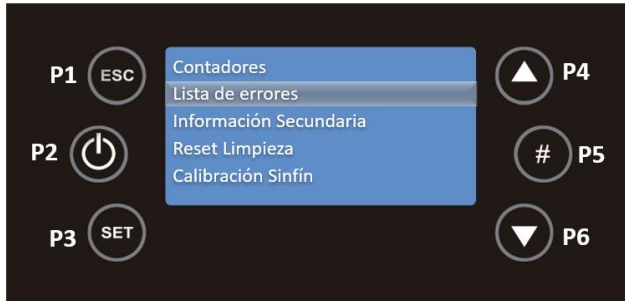 P1 ESC
Contadores
Lista de errores
Información Secundaria
Reset Limpieza
Calibración Sinfín
P4
P2
# P5
P3 SET
P6